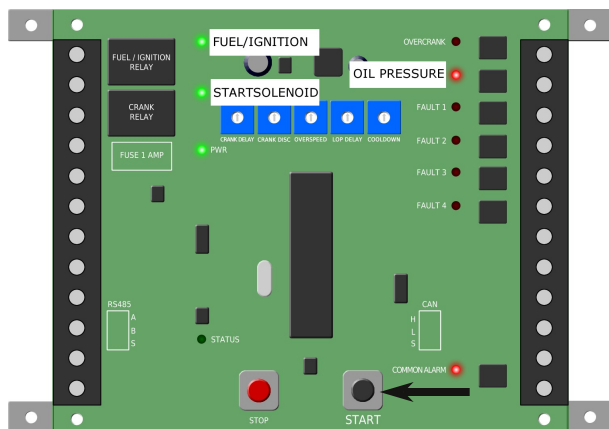 FUEL/IGNITION
OVERCRANK
FUEL / IGNITION
RELAY
OIL PRESSURE
STARTSOLENOID
CRANK
RELAY
FAULT 1
CRANK DELAY
CRANK DISC
OVERSPEED
LOP DELAY
COOLDOWN
FUSE 1 AMP
PWR
FAULT 2
FAULT 3
FAULT 4
RS485
A
B
S
CAN
H
L
S
STATUS
COMMON ALARM
STOP
START